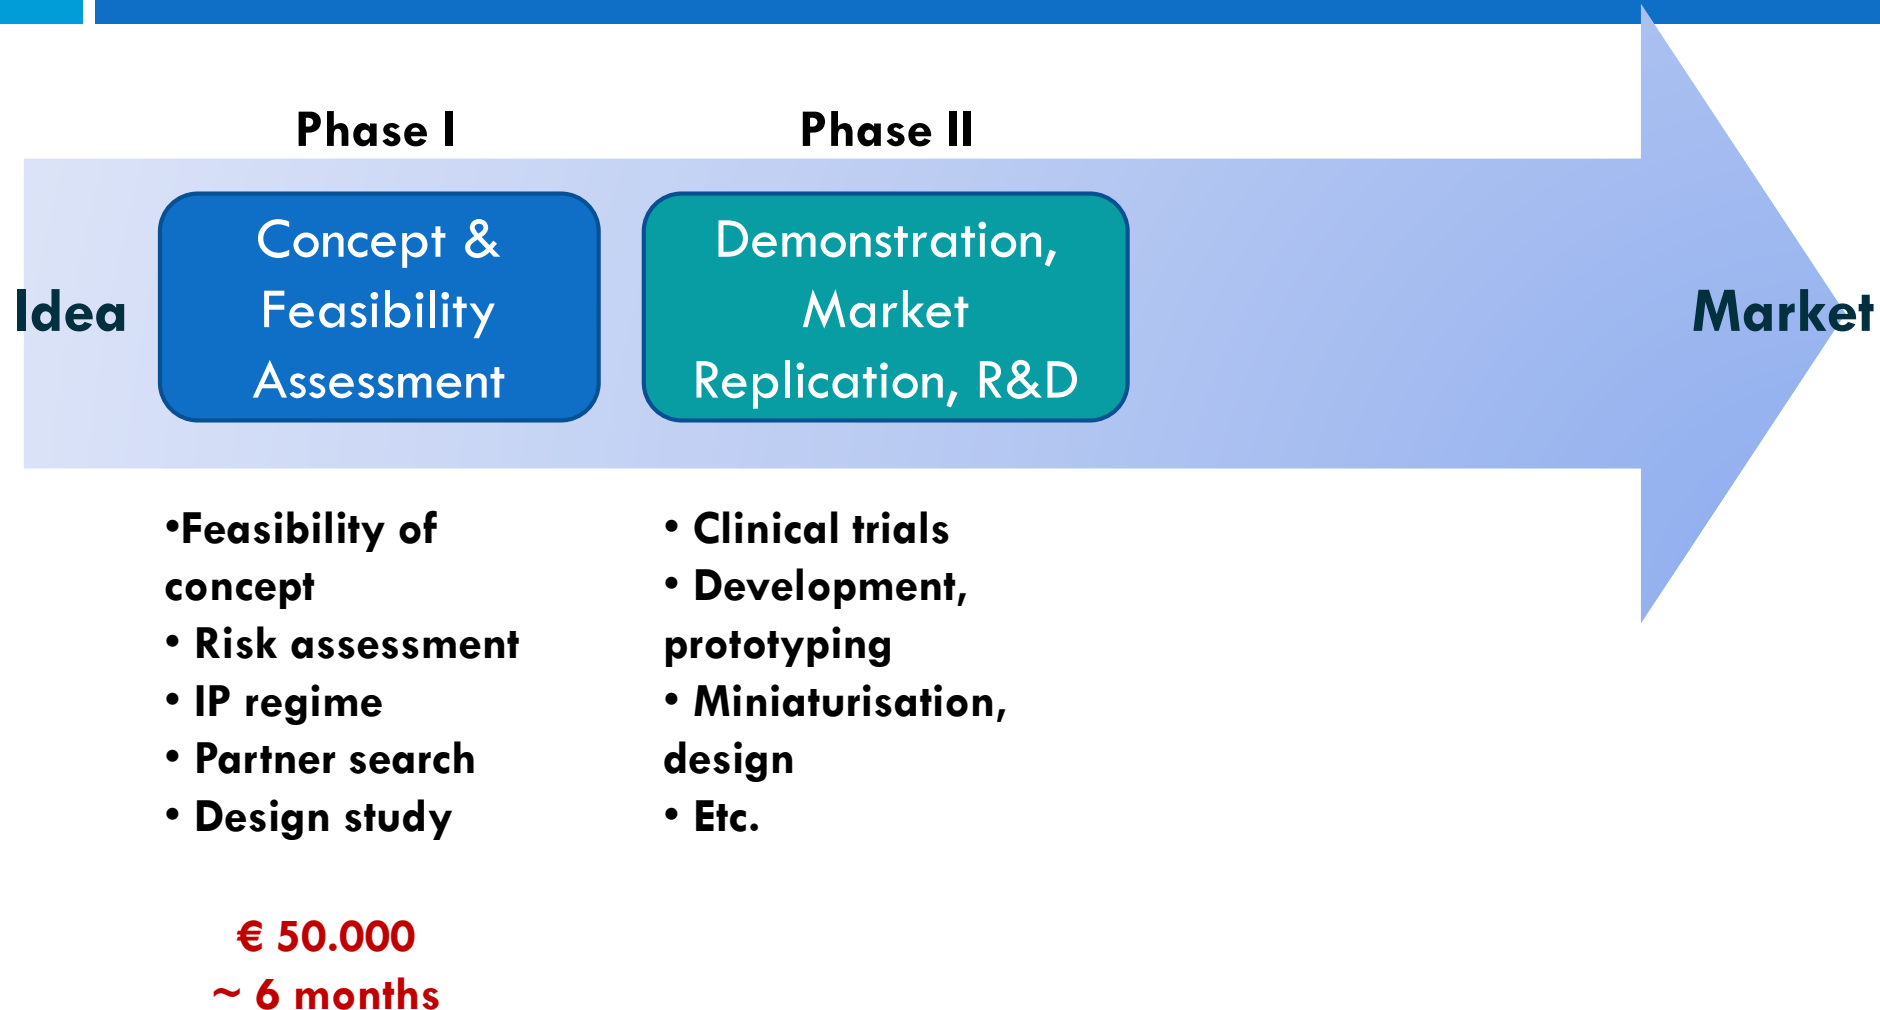 Phase I
Phase II
Idea
Concept &
Feasibility
Assessment
Demonstration,
Market
Replication, R&D
Market
•Feasibility of
concept
• Risk assessment
• IP regime
• Partner search
• Design study
€ 50.000
~ 6 months
• Clinical trials
• Development,
prototyping
• Miniaturisation,
design
• Etc.